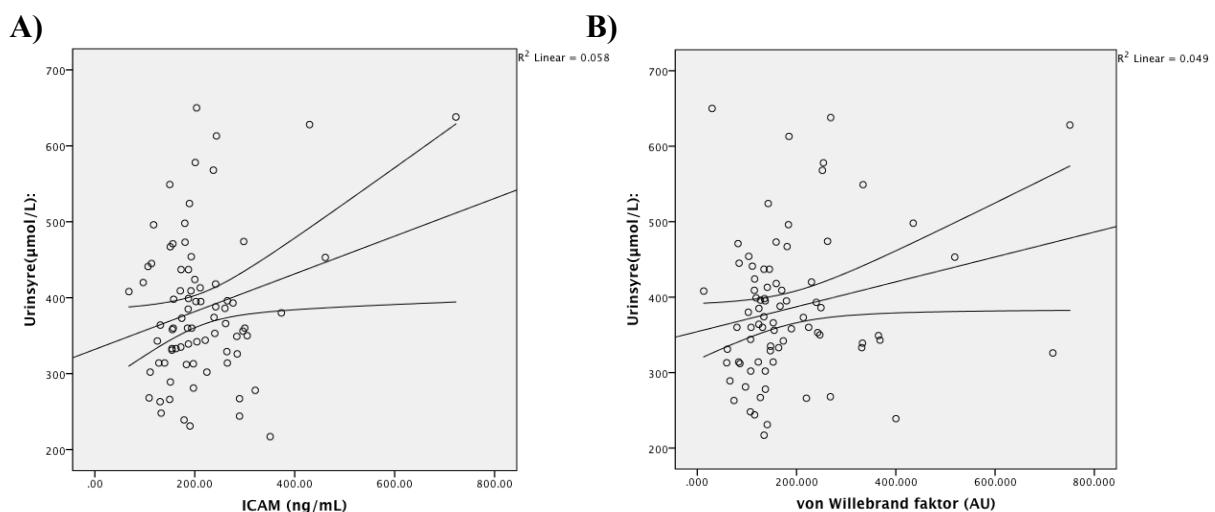 A)
B)
R² Linear = 0.058
R² Linear = 0.049
Urinsyre(µmol/L):
700
600
500
400
300
200
.00
200.00
400.00
600.00
800.00
ICAM (ng/mL)
Urinsyre(µmol/L):
700
600
500
400
300
200
.000
200.000
400.000
600.000
800.000
von Willebrand faktor (AU)